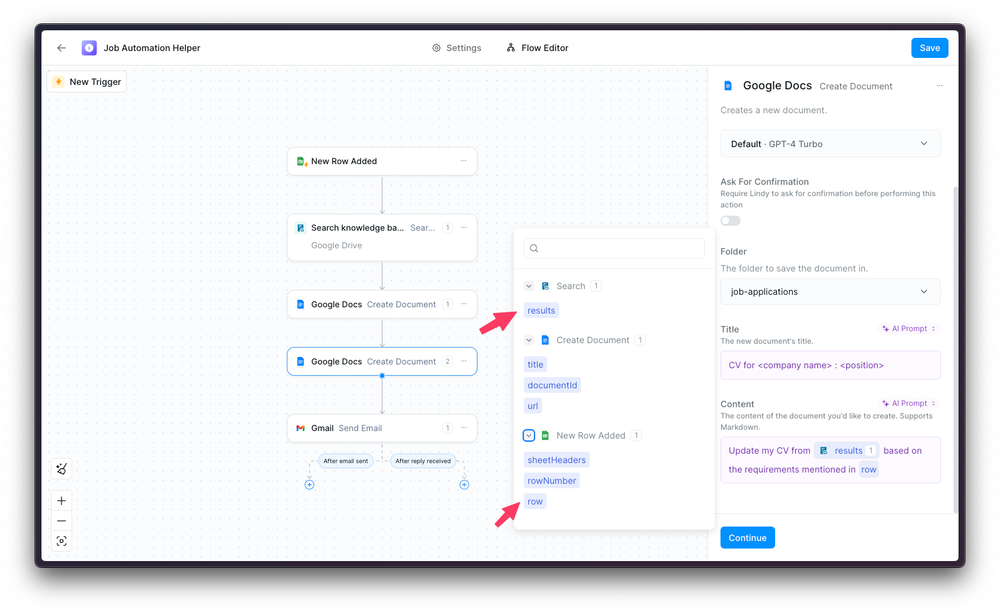 Job Automation Helper
Settings
Flow Editor
Save
New Trigger
New Row Added
Search knowledge ba... Sear... 1
Google Drive
Google Docs Create Document 1
Google Docs Create Document 2
Gmail Send Email 1
After email sent
After reply received
Search 1
results
Create Document 1
title
documentId
url
New Row Added 1
sheetHeaders
rowNumber
row
Google Docs Create Document
Creates a new document.
Default · GPT-4 Turbo
Ask For Confirmation
Require Lindy to ask for confirmation before performing this
action
Folder
The folder to save the document in.
job-applications
Title
AI Prompt
The new document's title.
CV for <company name> : <position>
Content
AI Prompt
The content of the document you'd like to create. Supports
Markdown.
Update my CV from results 1 based on
the requirements mentioned in row
Continue